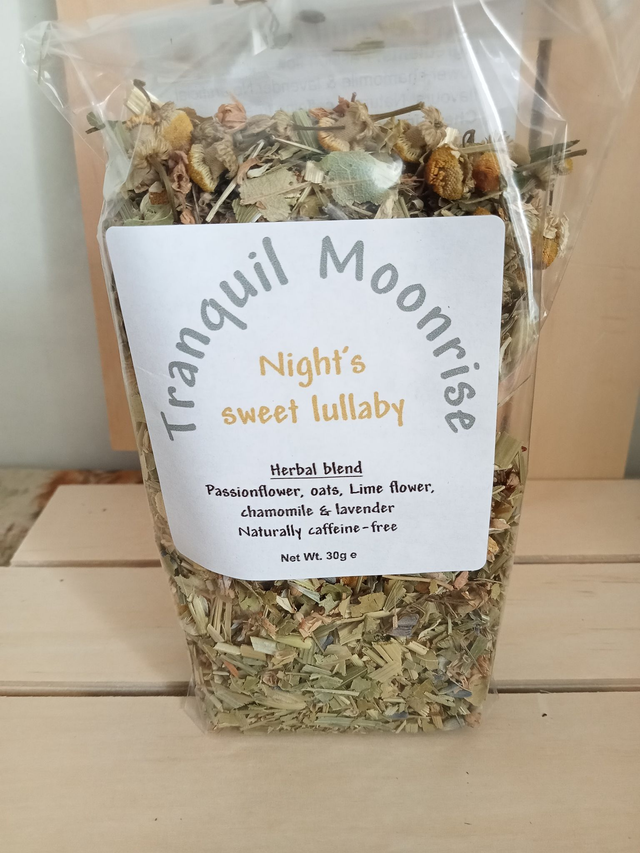 Tranquil Moonrise
Night's
sweet lullaby
Herbal blend
Passionflower, oats, Lime flower,
chamomile & lavender
Naturally caffeine-free
Net Wt. 30g e